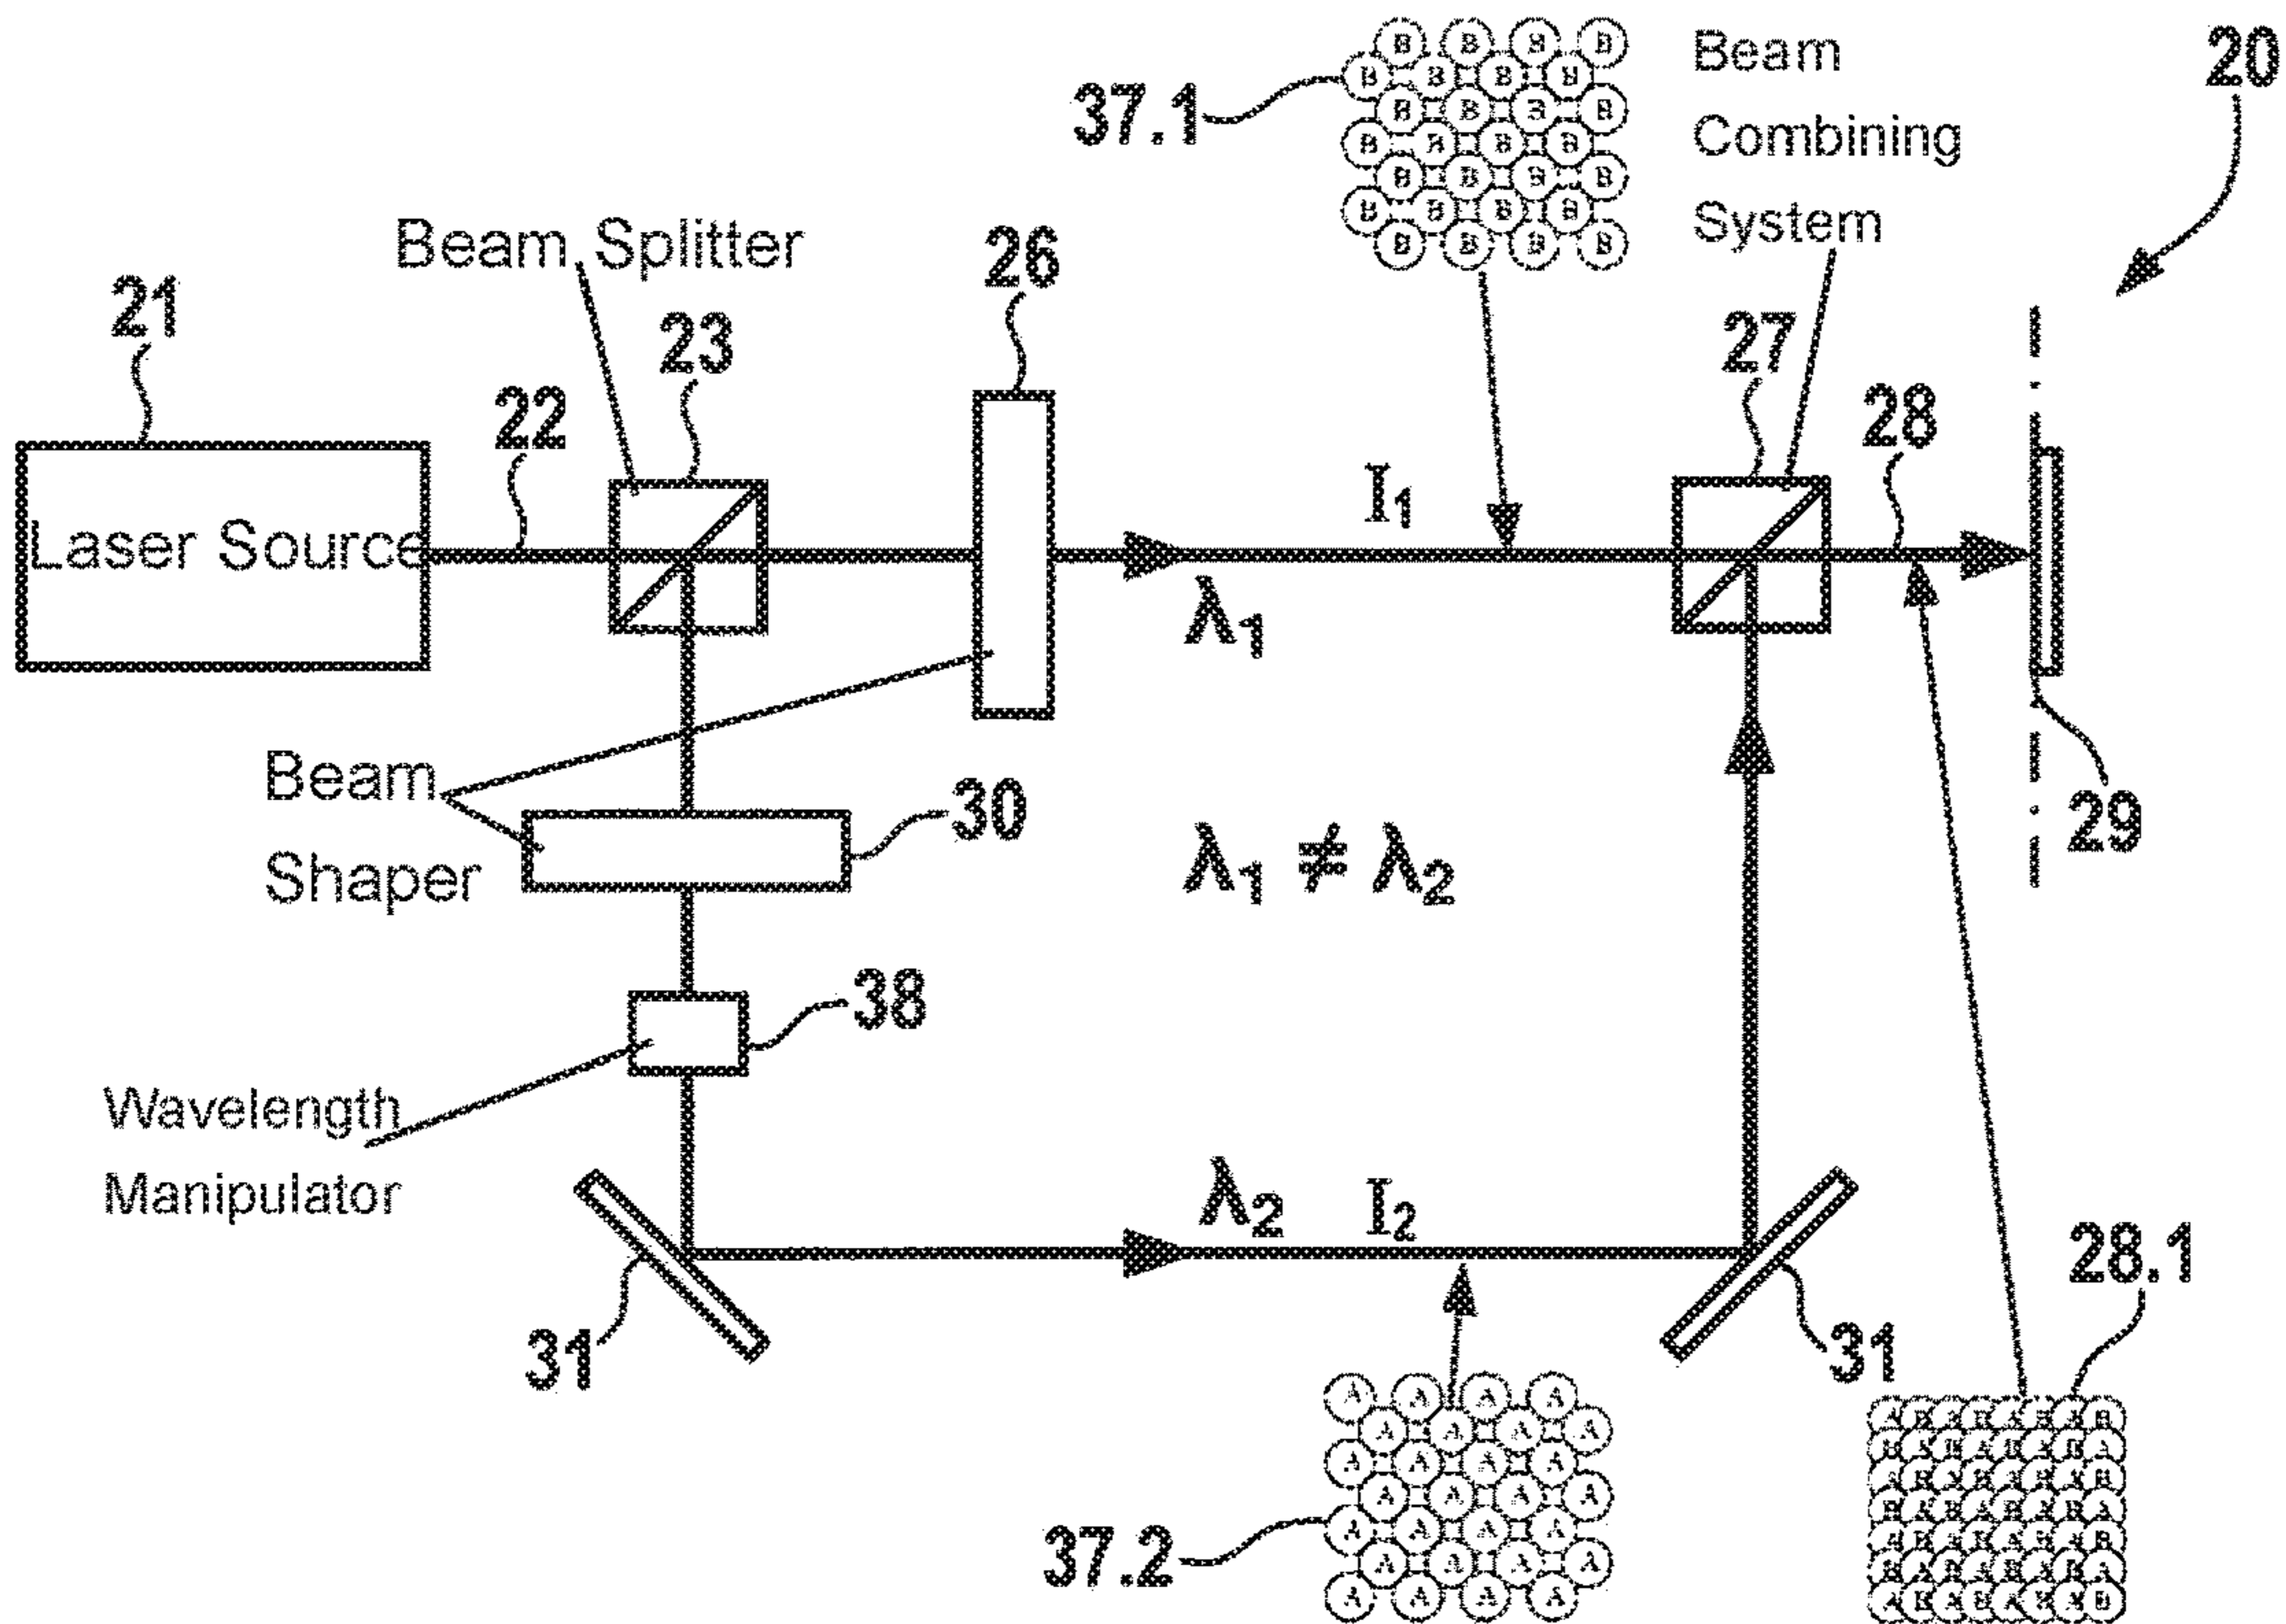 20
37.1
Beam
Combining
System
Beam Splitter
26
21
23
27
22
28
Laser Source
I₁
λ₁
Beam
Shaper
30
λ₁ ≠ λ₂
29
38
Wavelength
Manipulator
λ₂
I₂
28.1
31
31
37.2
B B B B
B B B B
B B B B
B B B B
B B B B
B B B B
B B B B
A A A A
A A A A
A A A A
A A A A
A A A A
A A A A
A A A A